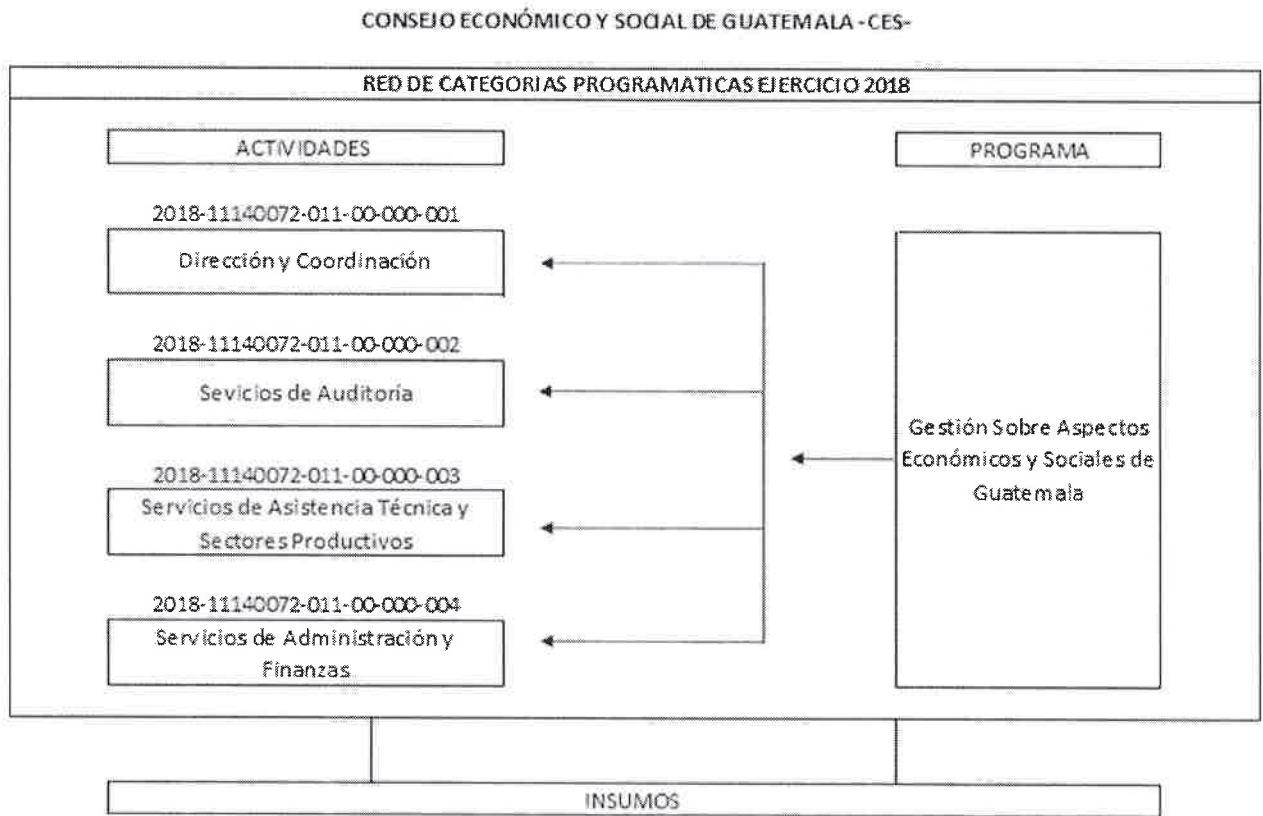 CONSEJO ECONÓMICO Y SOCIAL DE GUATEMALA -CES-
RED DE CATEGORIAS PROGRAMATICAS EJERCICIO 2018
ACTIVIDADES
PROGRAMA
2018-11140072-011-00-000-001
Dirección y Coordinación
2018-11140072-011-00-000-002
Sevicios de Auditoría
2018-11140072-011-00-000-003
Servicios de Asistencia Técnica y
Sectores Productivos
2018-11140072-011-00-000-004
Servicios de Administración y
Finanzas
Gestión Sobre Aspectos
Económicos y Sociales de
Guatemala
INSUMOS